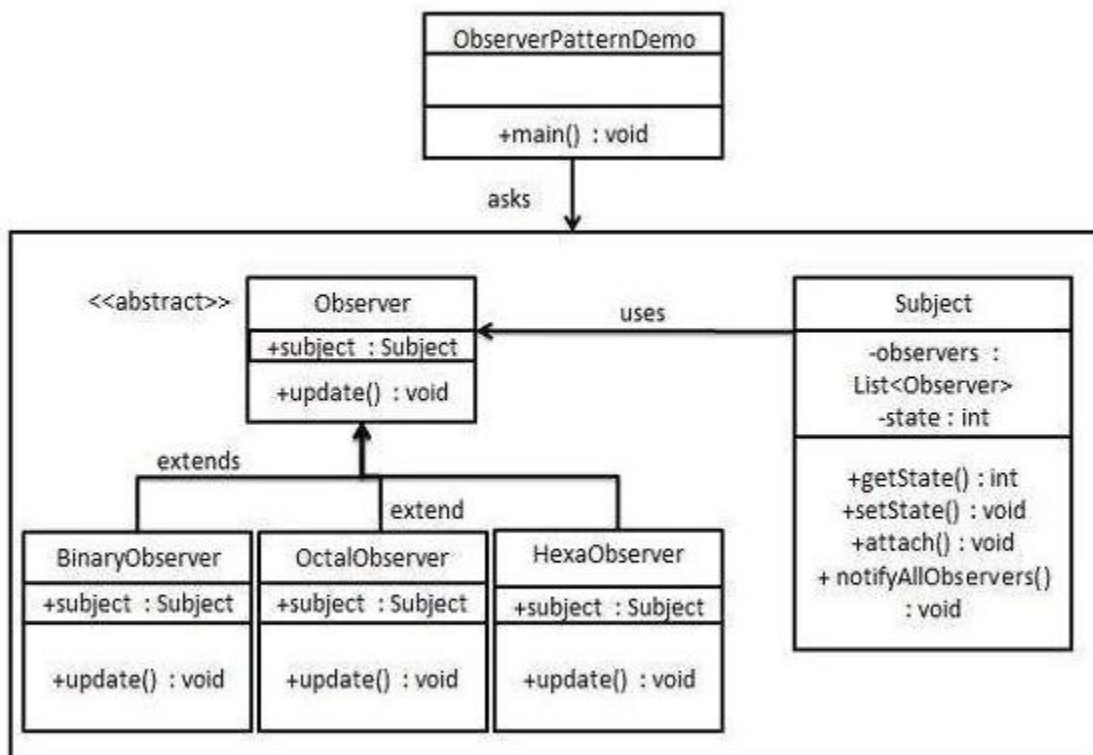 ObserverPatternDemo
+main() : void
asks
<<abstract>>
Observer
+subject : Subject
+update() : void
uses
Subject
-observers :
List<Observer>
-state : int
+getState() : int
+setState() : void
+attach() : void
+ notifyAllObservers()
: void
extends
extend
BinaryObserver
+subject : Subject
+update() : void
OctalObserver
+subject : Subject
+update() : void
HexaObserver
+subject : Subject
+update() : void